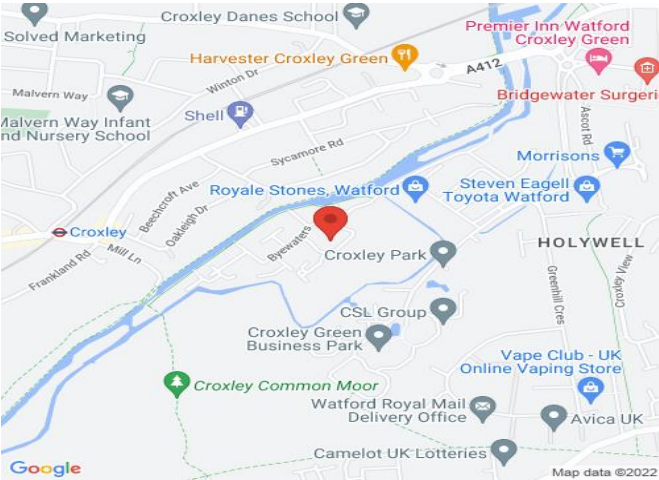 Croxley Danes School
Solved Marketing
Premier Inn Watford
Croxley Green
Harvester Croxley Green
A412
Winton Dr
Malvern Way
Bridgewater Surgeri
Shell
Malvern Way Infant
nd Nursery School
Ascot Rd
Sycamore Rd
Morrisons
Beechcroft Ave
Oakleigh Dr
Royale Stones, Watford
Steven Eagell
Toyota Watford
Croxley
Mill Ln
Byewaters
Croxley Park
HOLYWELL
Frankland Rd
Greenhill Cres
Croxley View
CSL Group
Croxley Green
Business Park
Vape Club - UK
Online Vaping Store
Croxley Common Moor
Watford Royal Mail
Delivery Office
Avica UK
Camelot UK Lotteries
Google
Map data ©2022